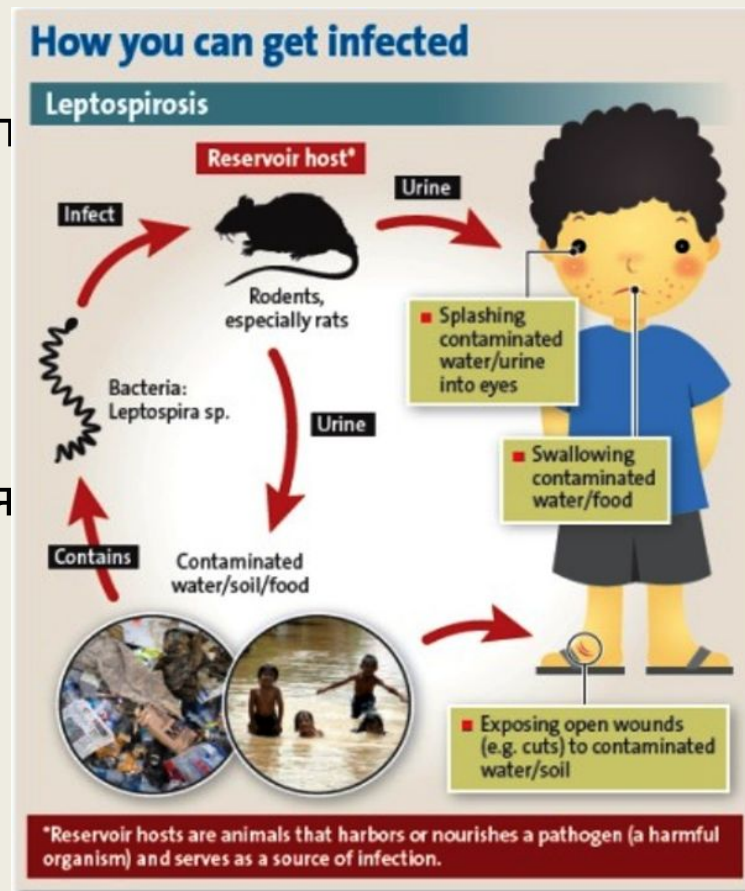 How you can get infected
Leptospirosis
Reservoir host*
Infect
Urine
Rodents,
especially rats
Bacteria:
Leptospira sp.
Urine
Contains
Contaminated
water/soil/food
Splashing
contaminated
water/urine
into eyes
Swallowing
contaminated
water/food
Exposing open wounds
(e.g. cuts) to contaminated
water/soil
*Reservoir hosts are animals that harbors or nourishes a pathogen (a harmful
organism) and serves as a source of infection.